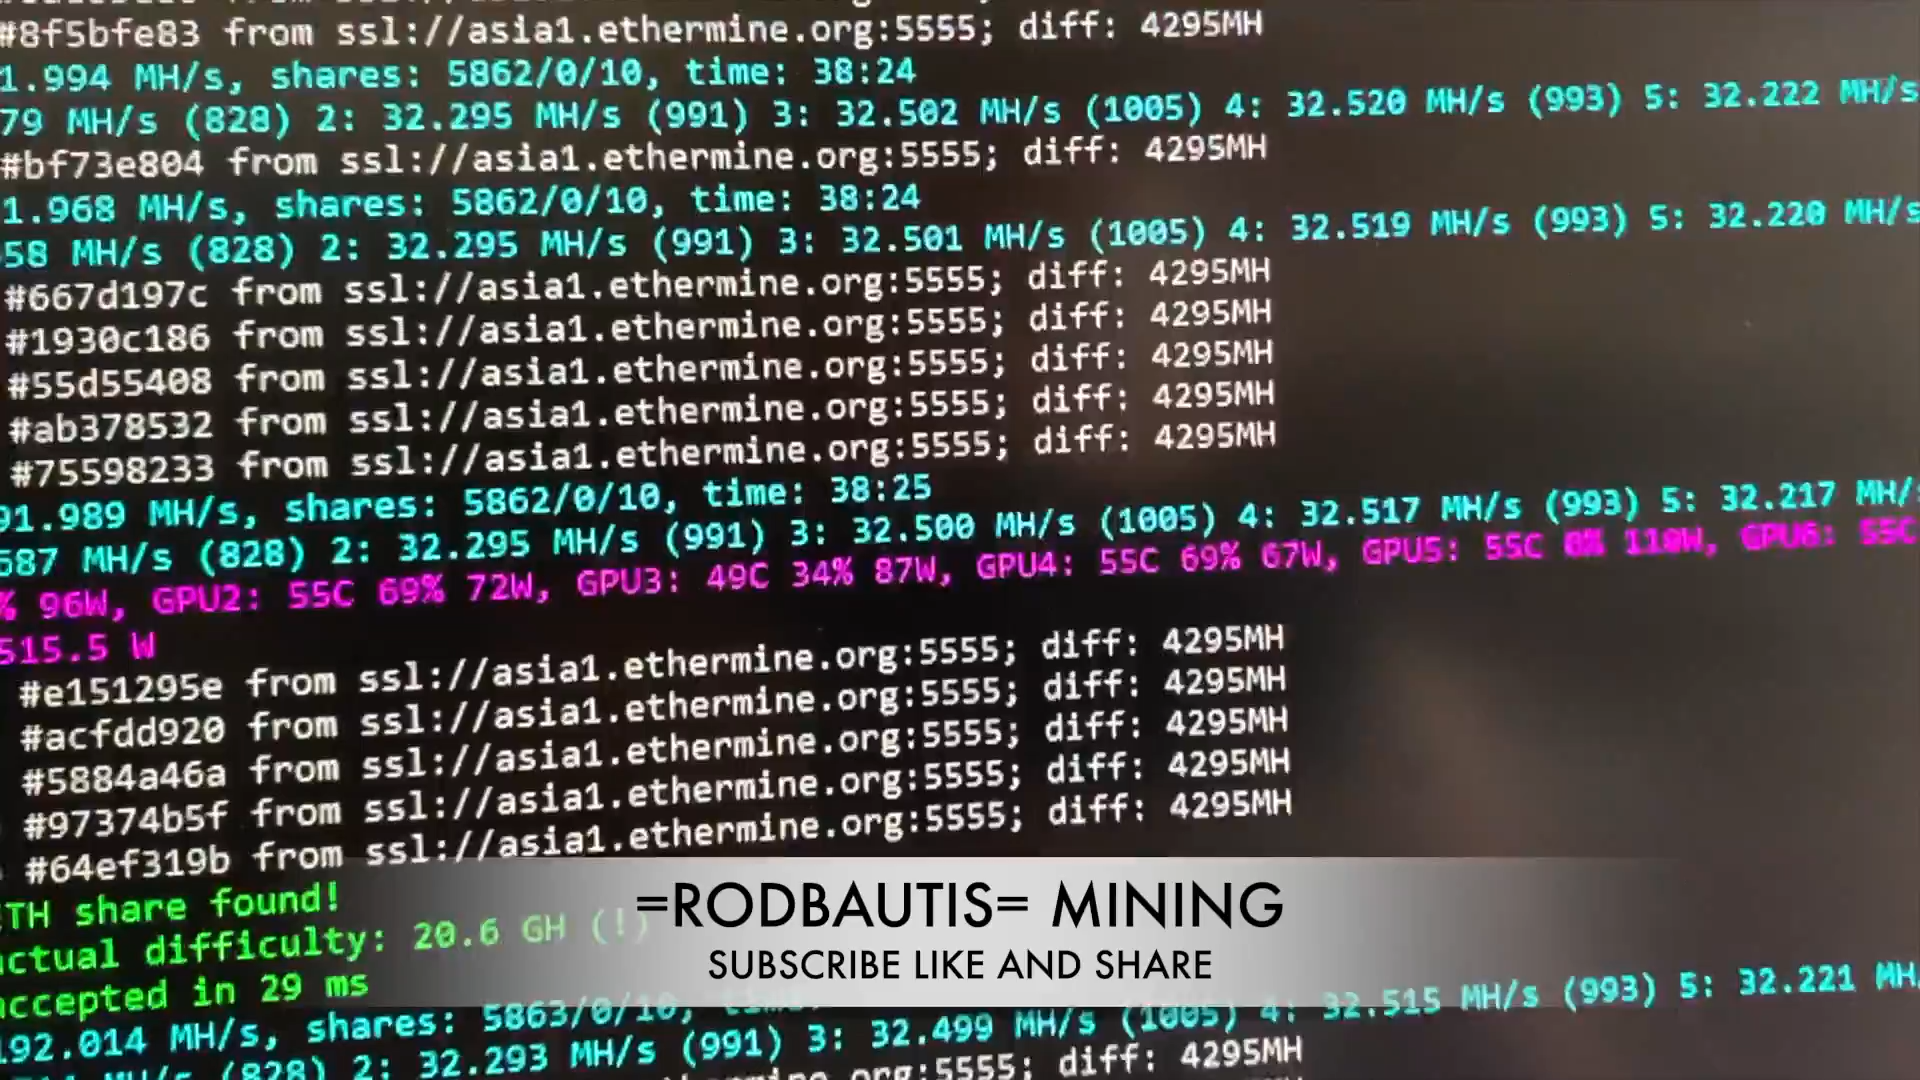 #8f5bfe83 from ssl://asia1.ethermine.org:5555; diff: 4295MH
1.994 MH/s, shares: 5862/0/10, time: 38:24
79 MH/s (828) 2: 32.295 MH/s (991) 3: 32.502 MH/s (1005) 4: 32.520 MH/s (993) 5: 32.222 MH/s
#bf73e804 from ssl://asia1.ethermine.org:5555; diff: 4295MH
1.968 MH/s, shares: 5862/0/10, time: 38:24
58 MH/s (828) 2: 32.295 MH/s (991) 3: 32.501 MH/s (1005) 4: 32.519 MH/s (993) 5: 32.220 MH/s
#667d197c from ssl://asia1.ethermine.org:5555; diff: 4295MH
#1930c186 from ssl://asia1.ethermine.org:5555; diff: 4295MH
#55d55408 from ssl://asia1.ethermine.org:5555; diff: 4295MH
#ab378532 from ssl://asia1.ethermine.org:5555; diff: 4295MH
#75598233 from ssl://asia1.ethermine.org:5555; diff: 4295MH
91.989 MH/s, shares: 5862/0/10, time: 38:25
587 MH/s (828) 2: 32.295 MH/s (991) 3: 32.500 MH/s (1005) 4: 32.517 MH/s (993) 5: 32.217 MH/
% 96W, GPU2: 55C 69% 72W, GPU3: 49C 34% 87W, GPU4: 55C 69% 67W, GPU5: 55C 0% 110W, GPU6: 55C
515.5 W
#e151295e from ssl://asia1.ethermine.org:5555; diff: 4295MH
#acfdd920 from ssl://asia1.ethermine.org:5555; diff: 4295MH
#5884a46a from ssl://asia1.ethermine.org:5555; diff: 4295MH
#97374b5f from ssl://asia1.ethermine.org:5555; diff: 4295MH
#64ef319b from ssl://asia1.ethermine.org:5555; diff: 4295MH
TH share found!
actual difficulty: 20.6 GH (!)
accepted in 29 ms
=RODBAUTIS= MINING
SUBSCRIBE LIKE AND SHARE
192.014 MH/s, shares: 5863/0/10, time:
MH/s (828) 2: 32.293 MH/s (991) 3: 32.499 MH/s (1005) 4: 32.515 MH/s (993) 5: 32.221 MH
org:5555; diff: 4295MH